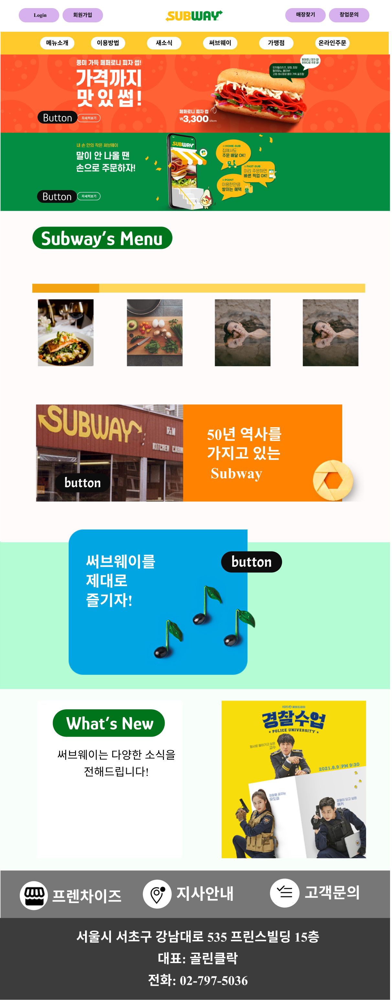 Login
회원가입
SUBWAY
매장찾기
창업문의
메뉴소개
이용방법
새소식
써브웨이
가맹점
온라인주문
풍미 가득 페퍼로니 피자 썹!
가격까지
맛 있 썹 !
Button
자세히보기
페퍼로니 피자 썹
₩3,300 15cm
페퍼로니 피자 썹!
한마디로 주문 끝!
모차렐라치즈, 양파, 피망
할라피뇨, 올리브!
고정 레시피로 풍미 가득 꿀조합
내 손 안의 작은 써브웨이
말이 안 나올 땐
손으로 주문하자!
Button
자세히보기
SUBWAY
HOME-SUB
집에서도
주문 배달 OK!
FAST-SUB
미리 주문하면
빠른 픽업 OK!
POINT
이용한만큼
쌓이는 혜택
Subway's Menu
SUBWAY
R&N
KITCHEN CABIN
button
50년 역사를
가지고 있는
Subway
써브웨이를
제대로
즐기자!
button
What's New
써브웨이는 다양한 소식을
전해드립니다!
경찰수업
POLICE UNIVERSITY
형사로 돌아가고 싶은
교수
2021.8.9 | PM 9:30
경찰을 꿈꾸는
경찰이 되고 싶은
해커
프렌차이즈
지사안내
고객문의
서울시 서초구 강남대로 535 프린스빌딩 15층
대표: 골린클락
전화: 02-797-5036